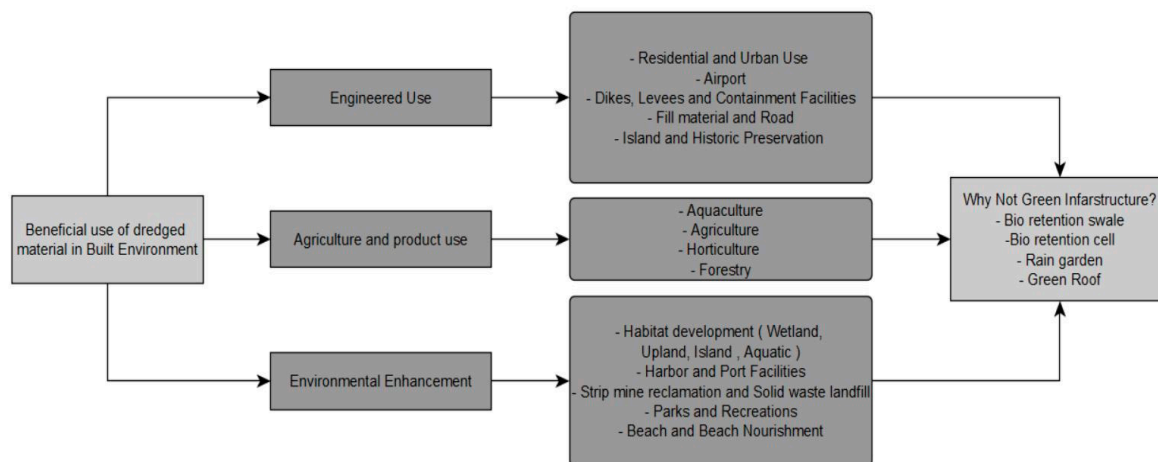 Beneficial use of dredged
material in Built Environment
Engineered Use
- Residential and Urban Use
- Airport
- Dikes, Levees and Containment Facilities
- Fill material and Road
- Island and Historic Preservation
Agriculture and product use
- Aquaculture
- Agriculture
- Horticulture
- Forestry
Environmental Enhancement
- Habitat development ( Wetland,
Upland, Island , Aquatic )
- Harbor and Port Facilities
- Strip mine reclamation and Solid waste landfill
- Parks and Recreations
- Beach and Beach Nourishment
Why Not Green Infarstructure?
- Bio retention swale
-Bio retention cell
- Rain garden
- Green Roof